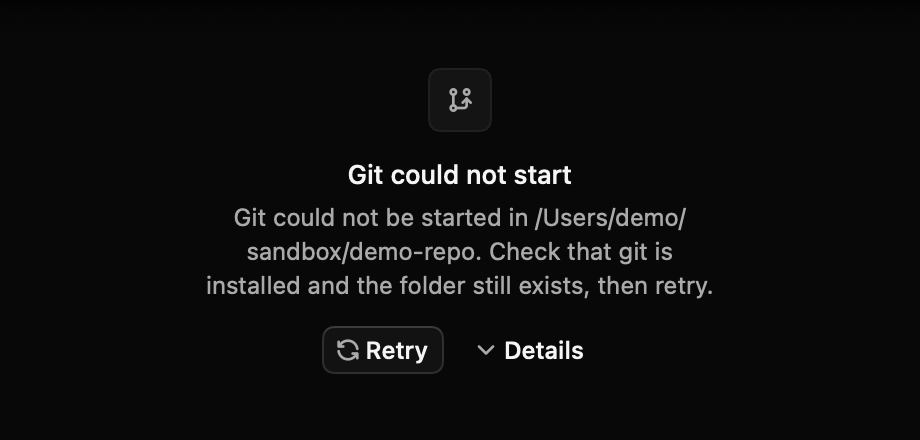 Git could not start
Git could not be started in /Users/demo/
sandbox/demo-repo. Check that git is
installed and the folder still exists, then retry.
Retry
Details